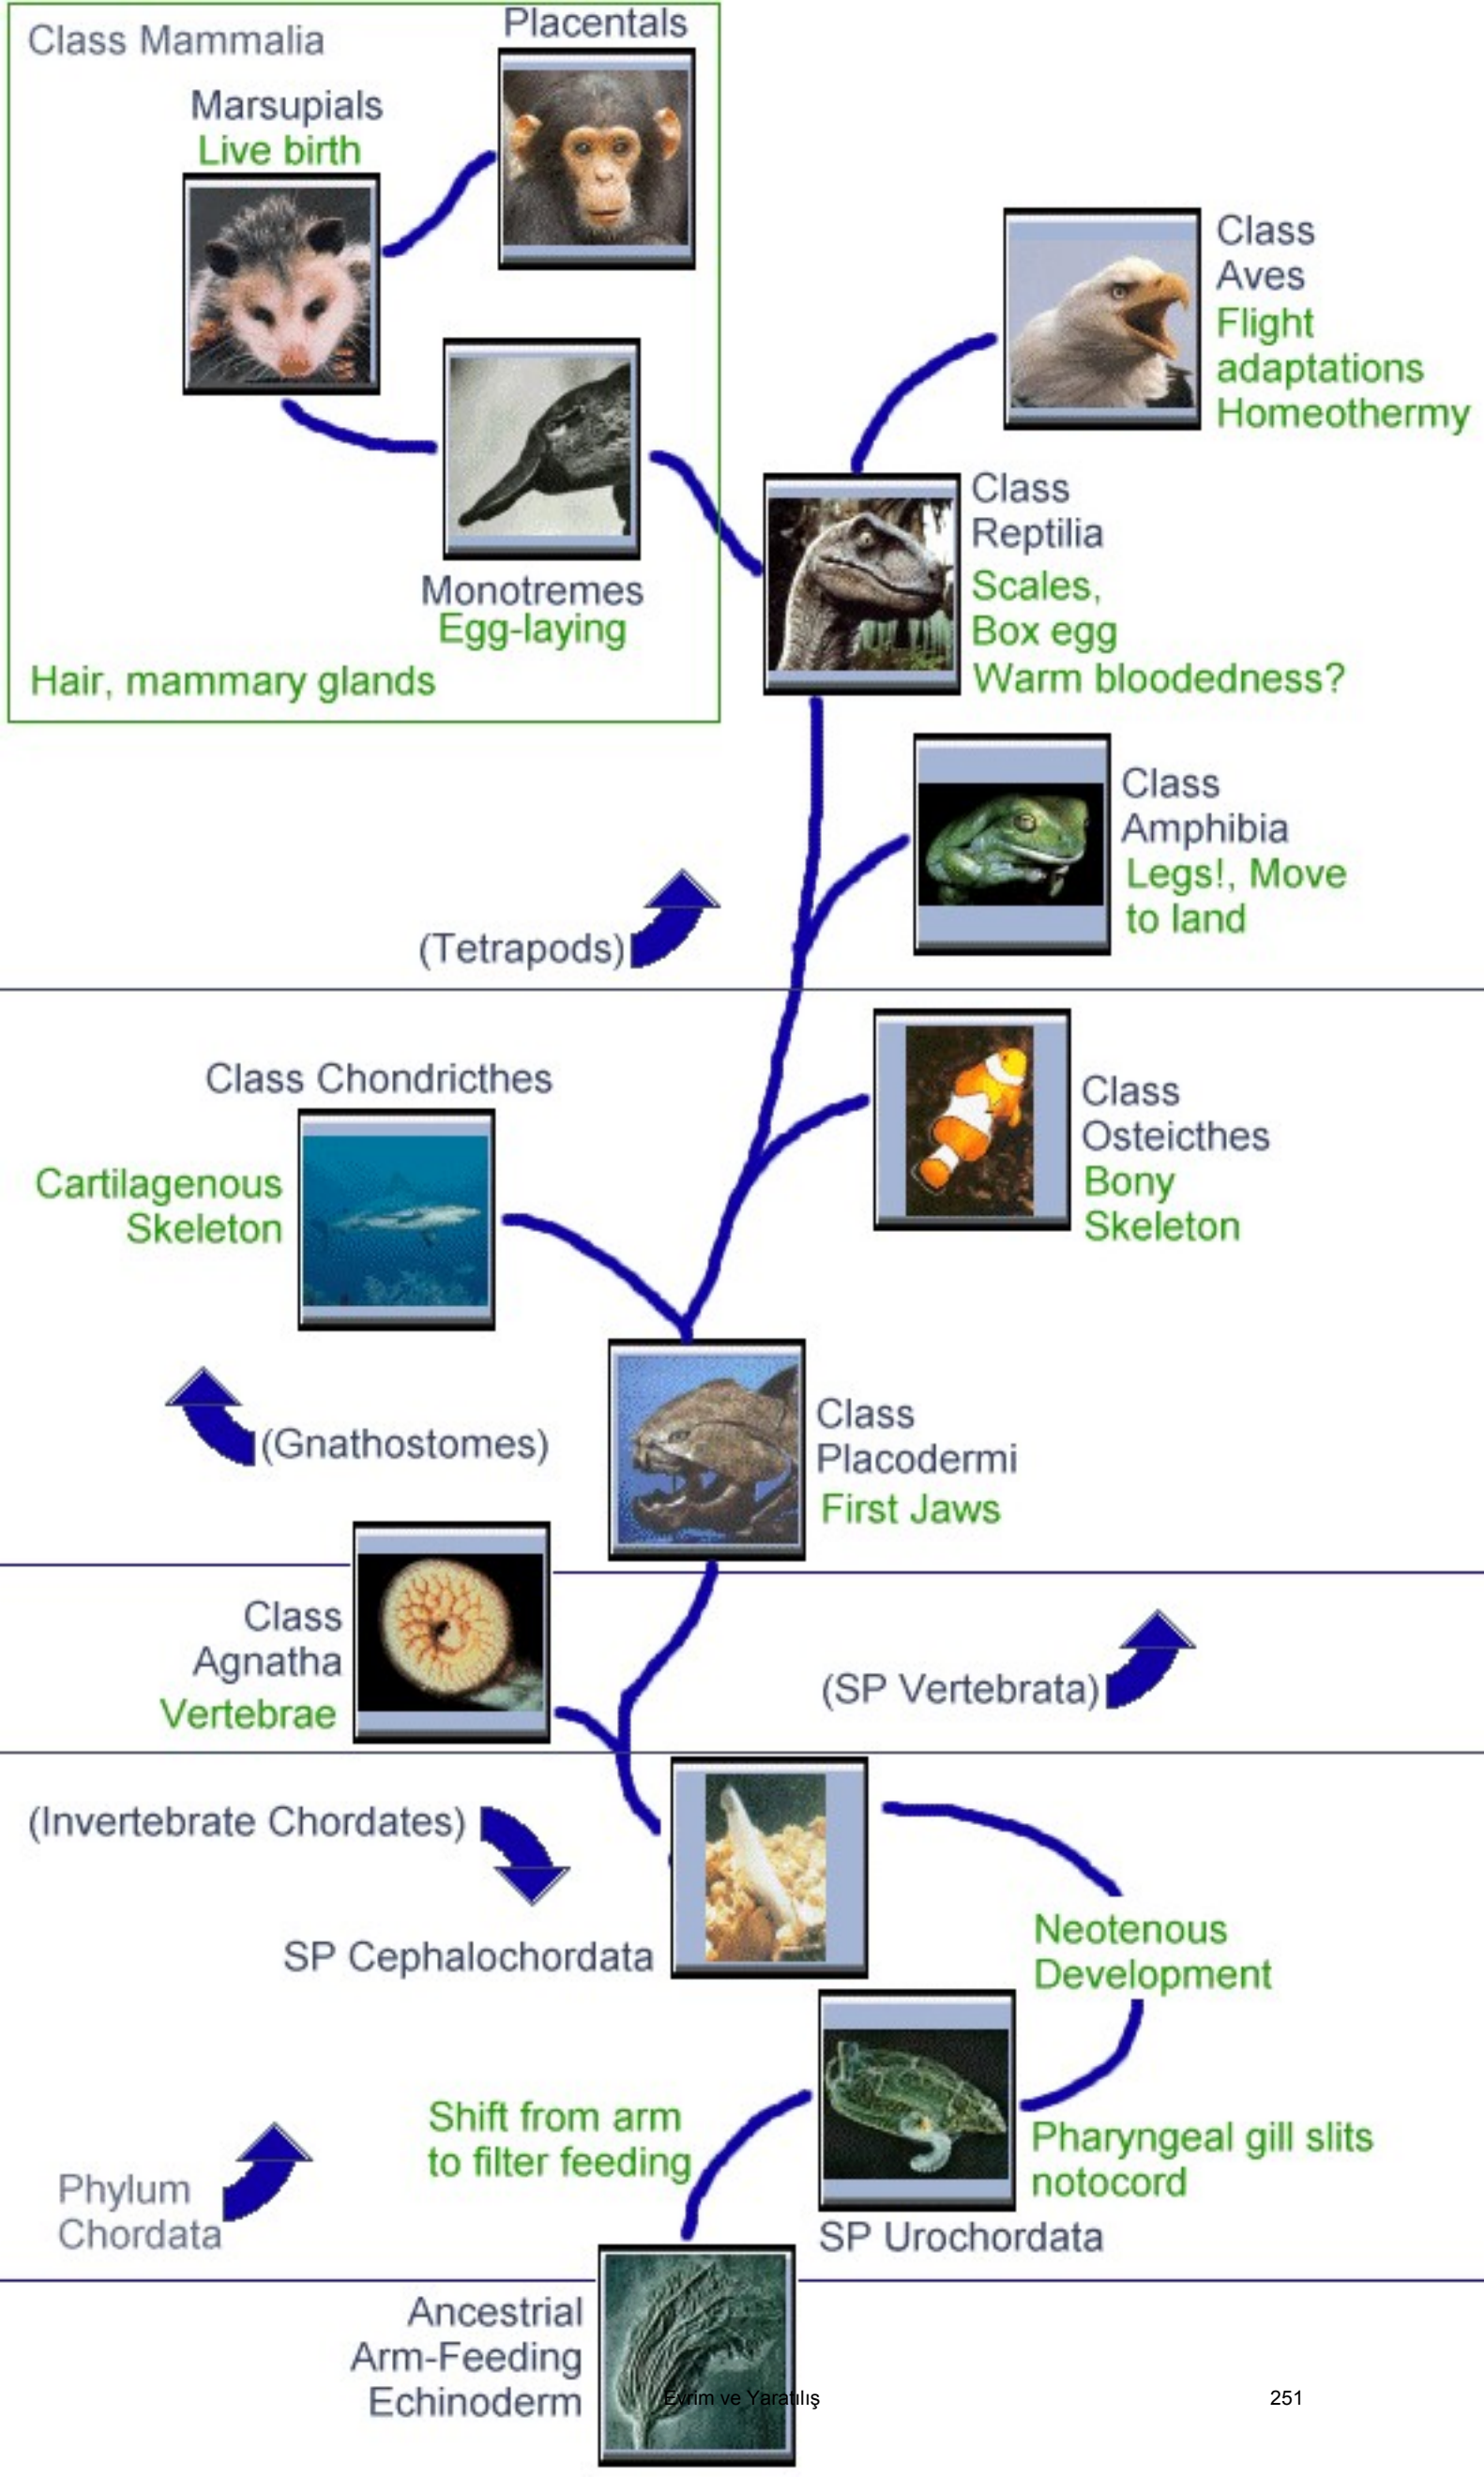 Placentals
Class Mammalia
Marsupials
Live birth
Class
Aves
Flight
adaptations
Homeothermy
Class
Reptilia
Scales,
Box egg
Warm bloodedness?
Monotremes
Egg-laying
Hair, mammary glands
Class
Amphibia
Legs!, Move
to land
(Tetrapods)
Class Chondricthes
Cartilagenous
Skeleton
Class
Osteicthes
Bony
Skeleton
(Gnathostomes)
Class
Placodermi
First Jaws
Class
Agnatha
Vertebrae
(SP Vertebrata)
(Invertebrate Chordates)
SP Cephalochordata
Neotenous
Development
Shift from arm
to filter feeding
Pharyngeal gill slits
notocord
Phylum
Chordata
SP Urochordata
Ancestrial
Arm-Feeding
Echinoderm
Evrim ve Yaratılış
251